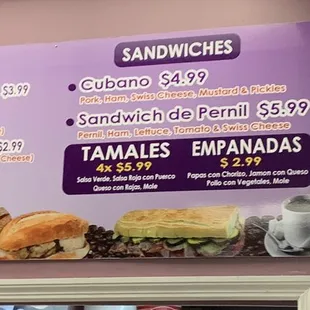 SANDWICHES
$3.99
• Cubano $4.99
Pork, Ham, Swiss Cheese, Mustard & Pickles
• Sandwich de Pernil $5.99
Pernil, Ham, Lettuce, Tomato & Swiss Cheese
$2.99
Cheese)
TAMALES
4x $5.99
Salsa Verde, Salsa Roja con Puerco
Queso con Rajas, Mole
EMPANADAS
$ 2.99
Papas con Chorizo, Jamon con Queso
Pollo con Vegetales, Mole